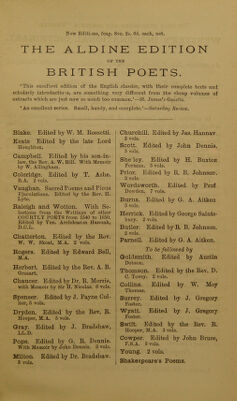 New Editions, fcap. 8vo. 2s. 6d. each, net.
THE ALDINE EDITION
OF THE
BRITISH POETS.
'This excellent edition of the English classics, with their complete texts and
scholarly introductions, are something very different from the cheap volumes of
extracts which are just now so much too common.'—St. James's Gazette.
'An excellent series. Small, handy, and complete.'—Saturday Review.
Blake. Edited by W. M. Rossetti.
Keats. Edited by the late Lord
Houghton.
Campbell. Edited by his son-in-
law, the Rev. A. W. Hill. With Memoir
by W. Allingham.
Coleridge. Edited by T. Ashe,
B.A. 2 vols.
Vaughan. Sacred Poems and Pious
Ejaculations. Edited by the Rev. H.
Lyte.
Raleigh and Wotton. With Se-
lections from the Writings of other
COURTLY POETS from 1540 to 1650.
Edited by Ven. Archdeacon Hannah,
D.C.L.
Chatterton. Edited by the Rev.
W. W. Skeat, M.A. 2 vols.
Rogers. Edited by Edward Bell,
M.A.
Herbert. Edited by the Rev. A. B.
Grosart.
Chaucer. Edited by Dr. R. Morris,
with Memoir by Sir H. Nicolas. 6 vols.
Spenser. Edited by J. Payne Col-
lier, 5 vols.
Dryden. Edited by the Rev. R.
Hooper, M.A. 5 vols.
Gray. Edited by J. Bradshaw,
LL.D.
Pope. Edited by G. R. Dennis.
With Memoir by John Dennis. 3 vols.
Milton. Edited by Dr. Bradshaw.
3 vols.
Churchill. Edited by Jas. Hannay
2 vols.
Scott. Edited by John Dennis,
5 vols.
Shelley. Edited by H. Buxton
Forman. 5 vols.
Prior. Edited by R. B. Johnson.
2 vols.
Wordsworth. Edited by Prof.
Dowden. 7 vols.
Burns. Edited by G. A. Aitken
3 vols.
Herrick. Edited by George Saints-
bury. 2 vols.
Butler. Edited by R. B. Johnson.
2 vols.
Parnell. Edited by G. A. Aitken.
To be followed by
Goldsmith. Edited by Austin
Dobson.
Thomson. Edited by the Rev. D.
C. Tovey. 2 vols.
Collins. Edited by W. Moy
Thomas.
Surrey. Edited by J. Gregory
Foster.
Wyatt. Edited by J. Gregory
Foster.
Swift. Edited by the Rev. R.
Hooper, M.A. 3 vols.
Cowper. Edited by John Bruce,
F.S.A. 3 vols.
Young. 2 vols.
Shakespeare's Poems.